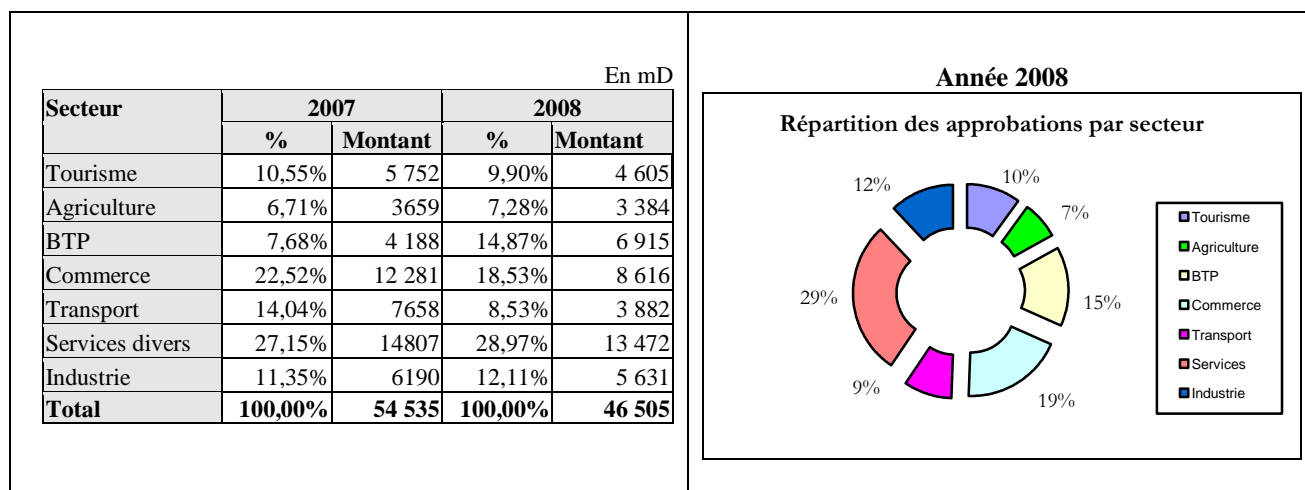 En mD
Secteur 2007 2008
% Montant % Montant
Tourisme 10,55% 5 752 9,90% 4 605
Agriculture 6,71% 3659 7,28% 3 384
BTP 7,68% 4 188 14,87% 6 915
Commerce 22,52% 12 281 18,53% 8 616
Transport 14,04% 7658 8,53% 3 882
Services divers 27,15% 14807 28,97% 13 472
Industrie 11,35% 6190 12,11% 5 631
Total 100,00% 54 535 100,00% 46 505
Année 2008
Répartition des approbations par secteur
12% 10%
7%
29% 15%
9% 19%
Tourisme
Agriculture
BTP
Commerce
Transport
Services
Industrie